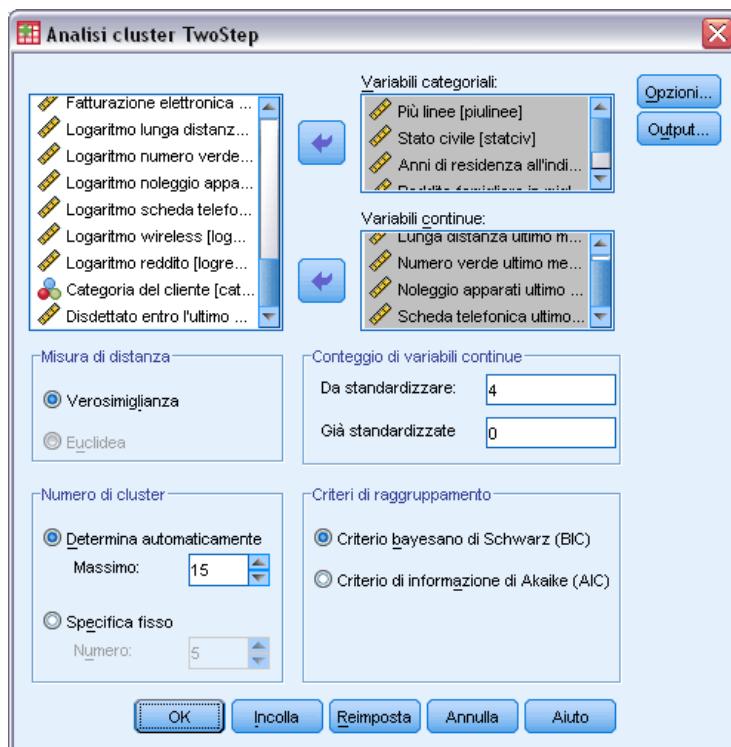 Analisi cluster TwoStep
Fatturazione elettronica ...
Logaritmo lunga distanz...
Logaritmo numero verde...
Logaritmo noleggio appa...
Logaritmo scheda telefo...
Logaritmo wireless [log...
Logaritmo reddito [logre...
Categoria del cliente [cat...
Disdettato entro l'ultimo ...
Variabili categoriali:
Più linee [piulinee]
Stato civile [statciv]
Anni di residenza all'indi...
Reddito famigliare in migl...
Variabili continue:
Lunga distanza ultimo m...
Numero verde ultimo me...
Noleggio apparati ultimo ...
Scheda telefonica ultimo...
Opzioni...
Output...
Misura di distanza
Verosimiglianza
Euclidea
Conteggio di variabili continue
Da standardizzare: 4
Già standardizzate 0
Numero di cluster
Determina automaticamente
Massimo: 15
Specifica fisso
Numero: 5
Criteri di raggruppamento
Criterio bayesano di Schwarz (BIC)
Criterio di informazione di Akaike (AIC)
OK Incolla Reimposta Annulla Aiuto